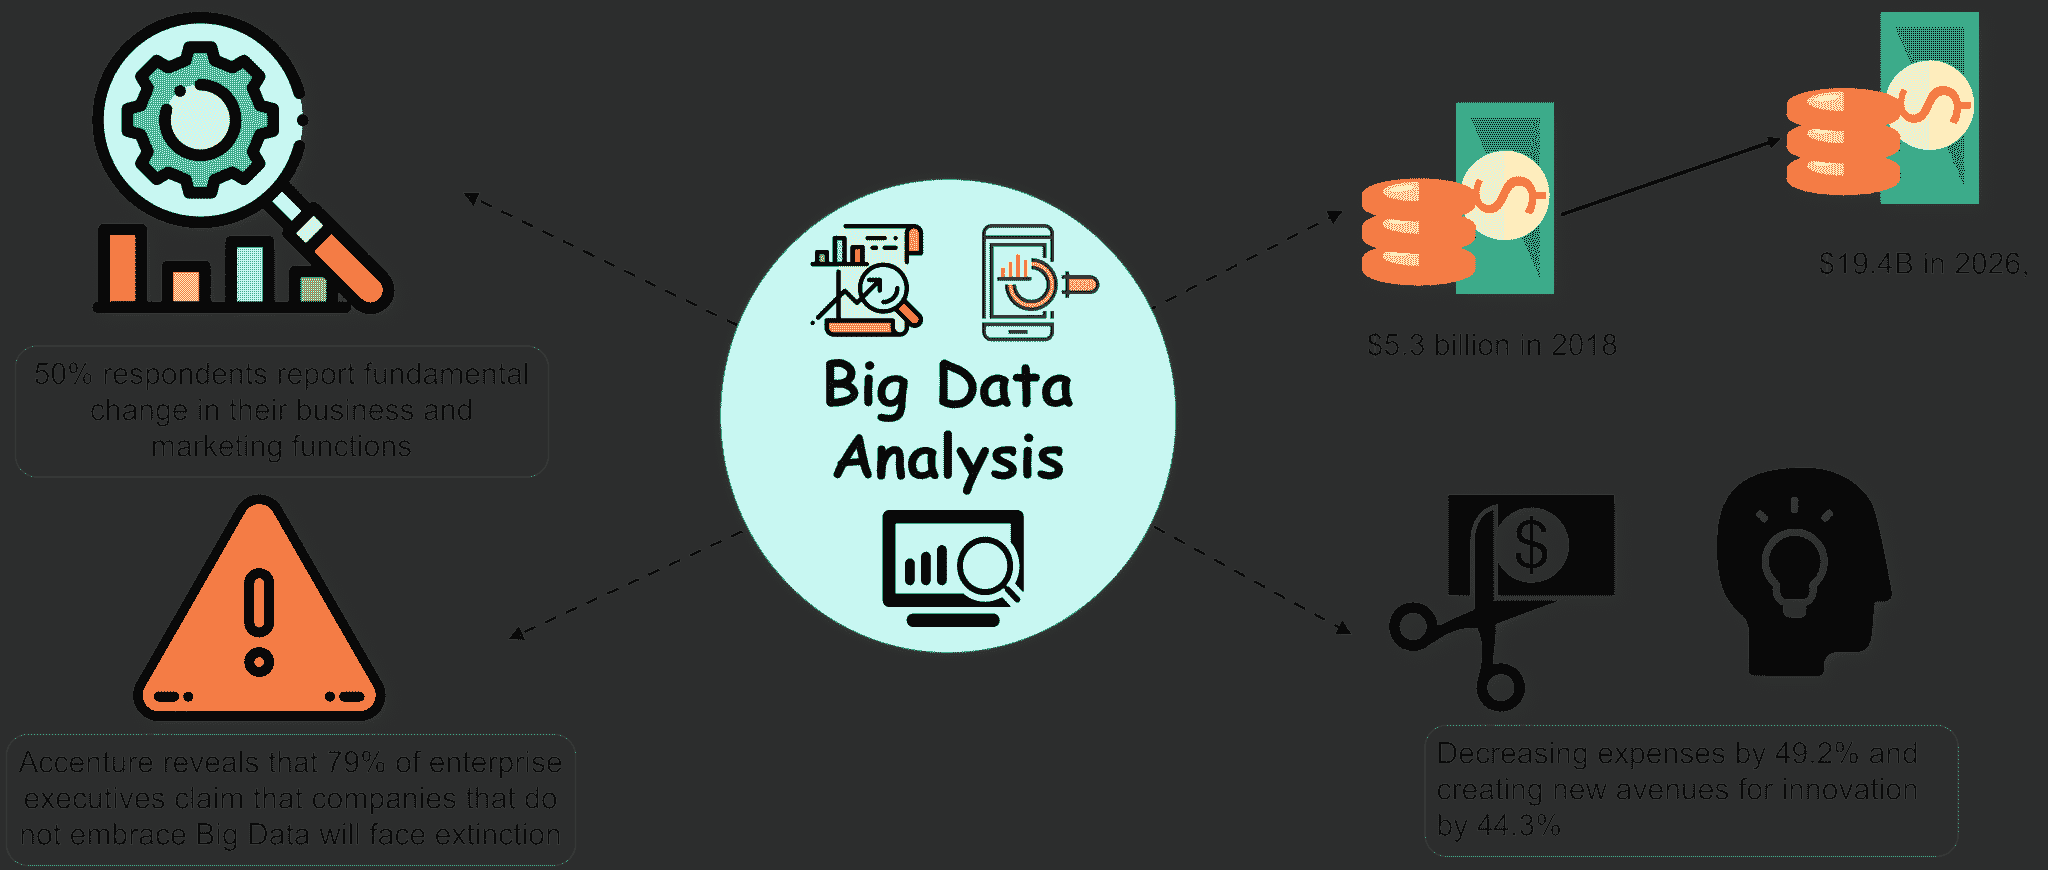 50% respondents report fundamental
change in their business and
marketing functions
Big Data
Analysis
$5.3 billion in 2018
$19.4B in 2026.
Accenture reveals that 79% of enterprise
executives claim that companies that do
not embrace Big Data will face extinction
$
Decreasing expenses by 49.2% and
creating new avenues for innovation
by 44.3%